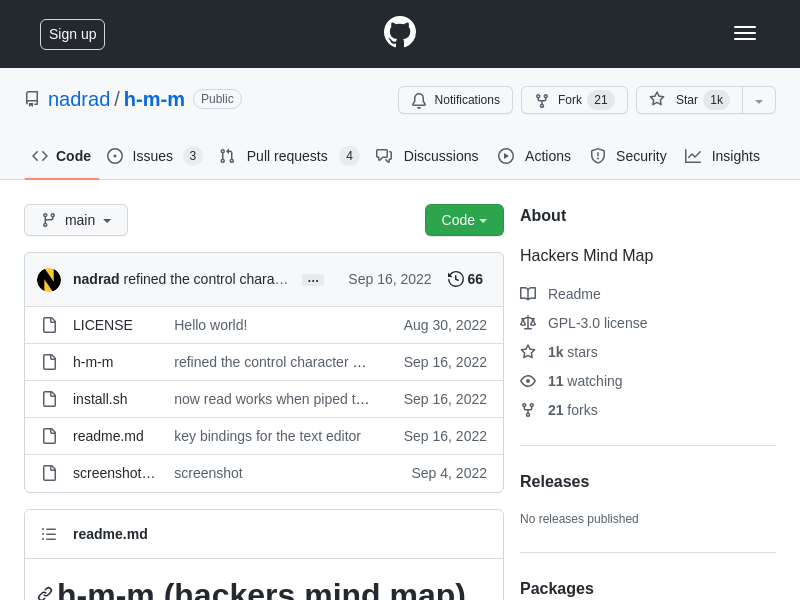 Sign up
nadrad / h-m-m Public
Notifications Fork 21 Star 1k
Code Issues 3 Pull requests 4 Discussions Actions Security Insights
main Code
nadrad refined the control chara… … Sep 16, 2022 66
LICENSE Hello world! Aug 30, 2022
h-m-m refined the control character … Sep 16, 2022
install.sh now read works when piped t… Sep 16, 2022
readme.md key bindings for the text editor Sep 16, 2022
screenshot… screenshot Sep 4, 2022
readme.md
h-m-m (hackers mind map)
About
Hackers Mind Map
Readme
GPL-3.0 license
1k stars
11 watching
21 forks
Releases
No releases published
Packages